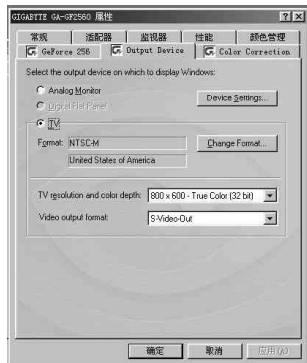 GIGABYTE GA-GF2560 属性
常规 适配器 监视器 性能 颜色管理
GeForce 256 Output Device Color Correction
Select the output device on which to display Windows:
Analog Monitor
Digital Flat Panel
Device Settings...
TV
Format: NTSC-M
Change Format...
United States of America
TV resolution and color depth: 800 x 600 - True Color (32 bit)
Video output format: S-Video-Out
确定 取消 应用(A)